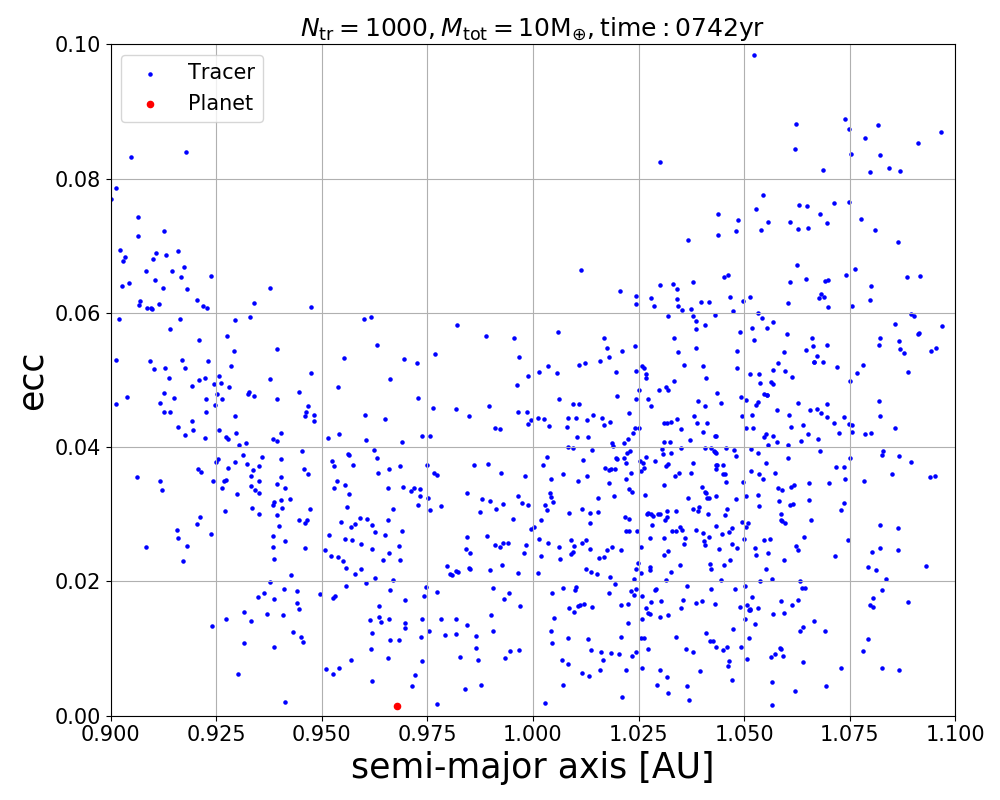 N_tr = 1000, M_tot = 10M_⊕, time : 0742yr
Tracer
Planet
0.10
0.08
0.06
0.04
0.02
0.00
ecc
0.900 0.925 0.950 0.975 1.000 1.025 1.050 1.075 1.100
semi-major axis [AU]